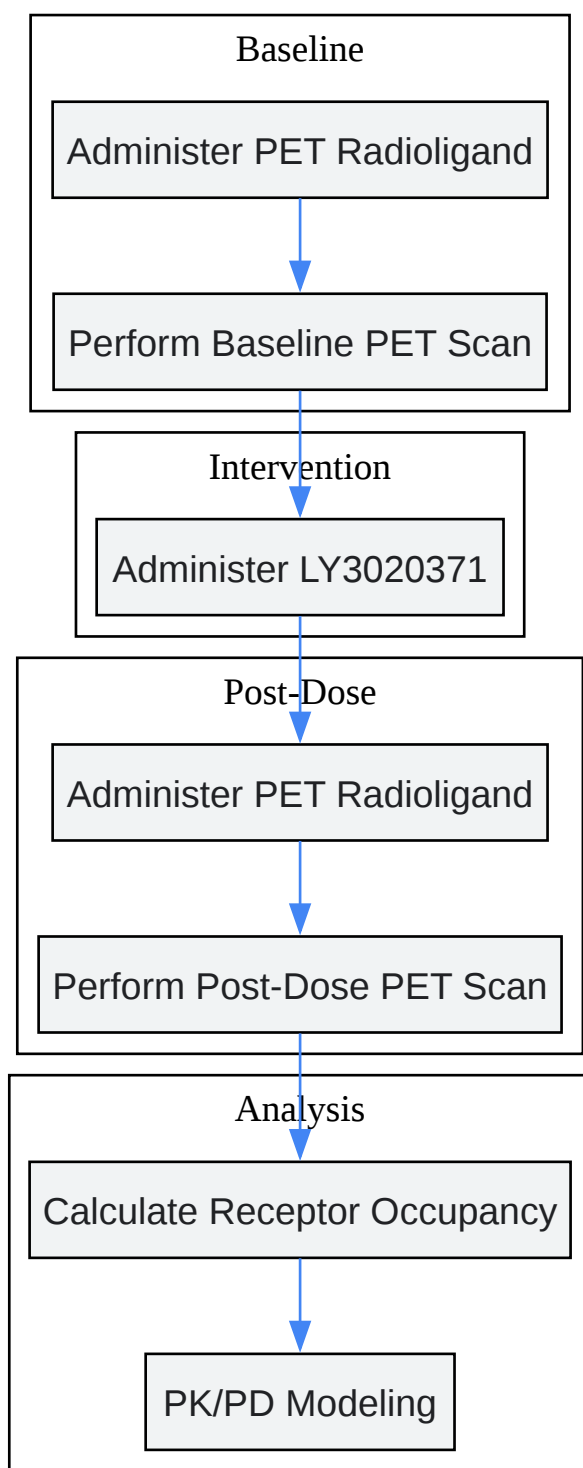 Baseline
Administer PET Radioligand
Perform Baseline PET Scan
Intervention
Administer LY3020371
Post-Dose
Administer PET Radioligand
Perform Post-Dose PET Scan
Analysis
Calculate Receptor Occupancy
PK/PD Modeling